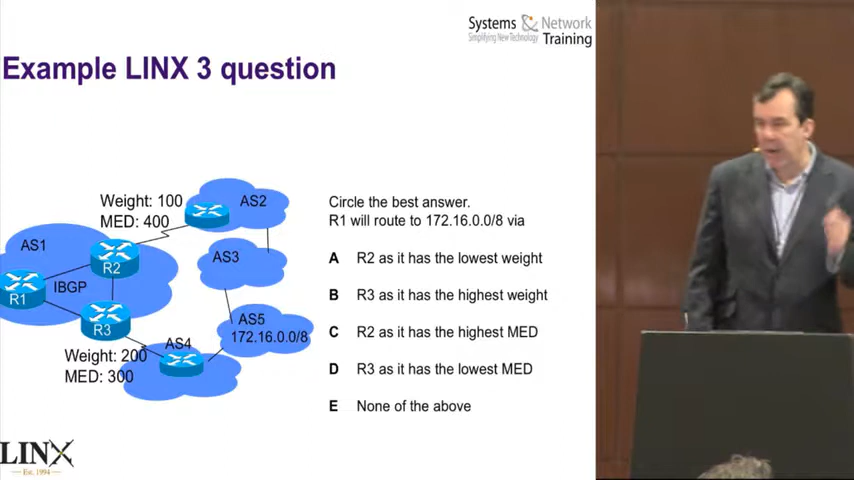 Systems & Network
Simplifying New Technology
Training
Example LINX 3 question
Weight: 100
MED: 400
AS2
AS1
R2
AS3
IBGP
R1
R3
AS5
172.16.0.0/8
AS4
Weight: 200
MED: 300
Circle the best answer.
R1 will route to 172.16.0.0/8 via
A R2 as it has the lowest weight
B R3 as it has the highest weight
C R2 as it has the highest MED
D R3 as it has the lowest MED
E None of the above
LINX
Est. 1994